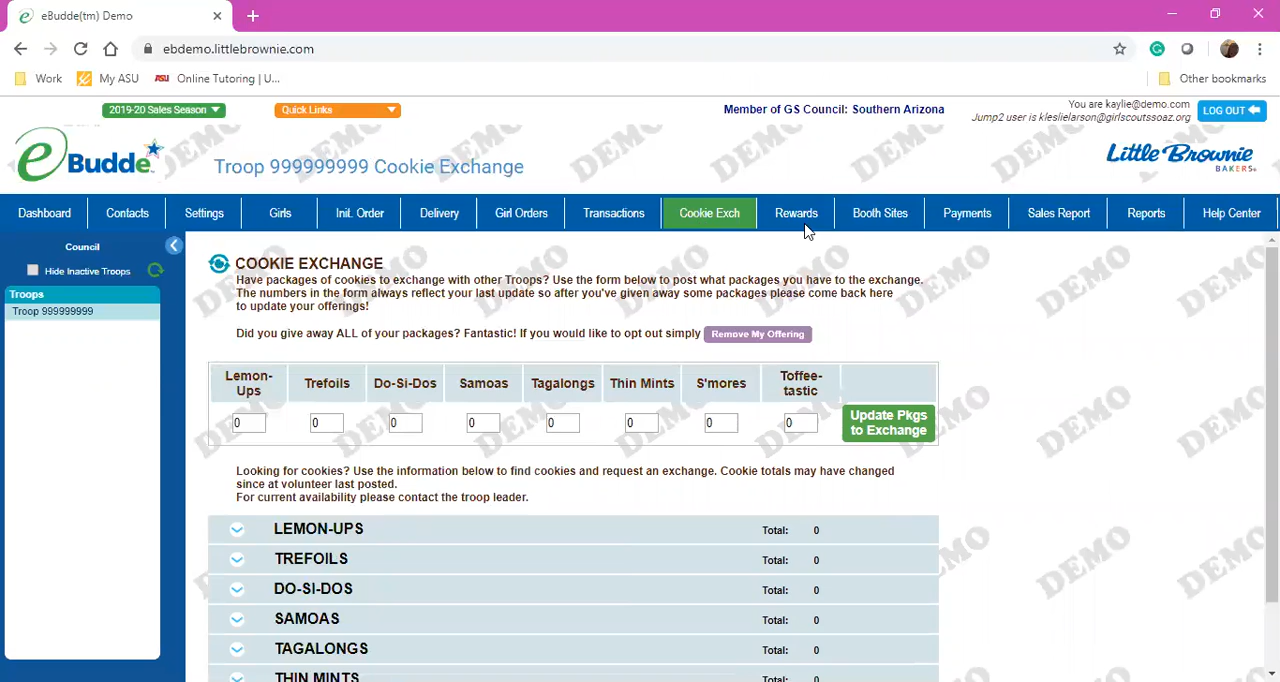 eBudde(tm) Demo
ebdemo.littlebrownie.com
Work My ASU ASU Online Tutoring | U... Other bookmarks
2019-20 Sales Season Quick Links Member of GS Council: Southern Arizona You are kaylie@demo.com LOG OUT
Jump2 user is kleslielarson@girlscoutssoaz.org
eBudde Troop 999999999 Cookie Exchange Little Brownie BAKERS
Dashboard Contacts Settings Girls Init. Order Delivery Girl Orders Transactions Cookie Exch Rewards Booth Sites Payments Sales Report Reports Help Center
Council
Hide Inactive Troops
Troops
Troop 999999999
COOKIE EXCHANGE
Have packages of cookies to exchange with other Troops? Use the form below to post what packages you have to the exchange.
The numbers in the form always reflect your last update so after you've given away some packages please come back here
to update your offerings!
Did you give away ALL of your packages? Fantastic! If you would like to opt out simply Remove My Offering
Lemon-Ups Trefoils Do-Si-Dos Samoas Tagalongs Thin Mints S'mores Toffee-tastic
0 0 0 0 0 0 0 0 Update Pkgs to Exchange
Looking for cookies? Use the information below to find cookies and request an exchange. Cookie totals may have changed
since at volunteer last posted.
For current availability please contact the troop leader.
LEMON-UPS Total: 0
TREFOILS Total: 0
DO-SI-DOS Total: 0
SAMOAS Total: 0
TAGALONGS Total: 0
THIN MINTS Total: 0
DEMO